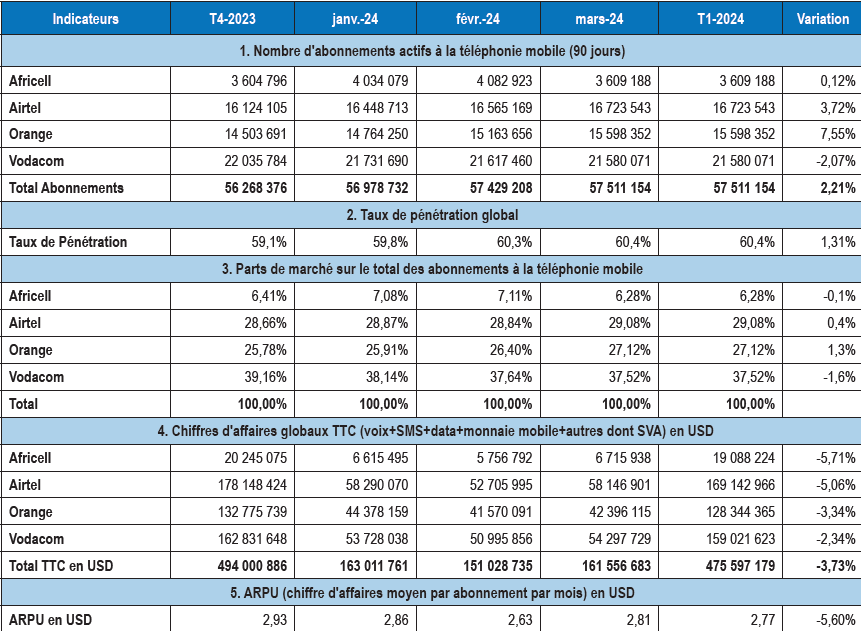 Indicateurs T4-2023 janv.-24 févr.-24 mars-24 T1-2024 Variation
1. Nombre d'abonnements actifs à la téléphonie mobile (90 jours)
Africell 3 604 796 4 034 079 4 082 923 3 609 188 3 609 188 0,12%
Airtel 16 124 105 16 448 713 16 565 169 16 723 543 16 723 543 3,72%
Orange 14 503 691 14 764 250 15 163 656 15 598 352 15 598 352 7,55%
Vodacom 22 035 784 21 731 690 21 617 460 21 580 071 21 580 071 -2,07%
Total Abonnements 56 268 376 56 978 732 57 429 208 57 511 154 57 511 154 2,21%
2. Taux de pénétration global
Taux de Pénétration 59,1% 59,8% 60,3% 60,4% 60,4% 1,31%
3. Parts de marché sur le total des abonnements à la téléphonie mobile
Africell 6,41% 7,08% 7,11% 6,28% 6,28% -0,1%
Airtel 28,66% 28,87% 28,84% 29,08% 29,08% 0,4%
Orange 25,78% 25,91% 26,40% 27,12% 27,12% 1,3%
Vodacom 39,16% 38,14% 37,64% 37,52% 37,52% -1,6%
Total 100,00% 100,00% 100,00% 100,00% 100,00%
4. Chiffres d'affaires globaux TTC (voix+SMS+data+monnaie mobile+autres dont SVA) en USD
Africell 20 245 075 6 615 495 5 756 792 6 715 938 19 088 224 -5,71%
Airtel 178 148 424 58 290 070 52 705 995 58 146 901 169 142 966 -5,06%
Orange 132 775 739 44 378 159 41 570 091 42 396 115 128 344 365 -3,34%
Vodacom 162 831 648 53 728 038 50 995 856 54 297 729 159 021 623 -2,34%
Total TTC en USD 494 000 886 163 011 761 151 028 735 161 556 683 475 597 179 -3,73%
5. ARPU (chiffre d'affaires moyen par abonnement par mois) en USD
ARPU en USD 2,93 2,86 2,63 2,81 2,77 -5,60%